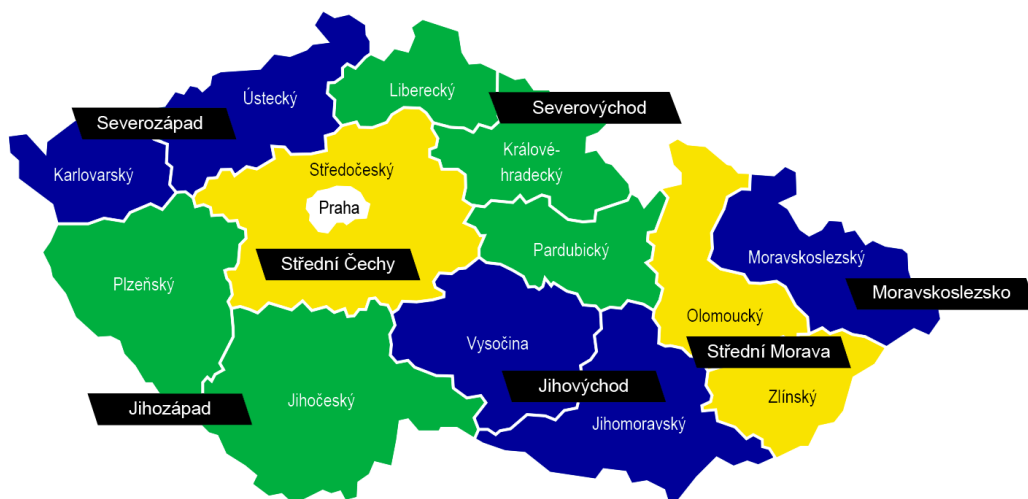 Ústecký
Liberecký
Severozápad
Severovýchod
Karlovarský
Středočeský
Králové-
hradecký
Praha
Střední Čechy
Pardubický
Plzeňský
Moravskoslezský
Moravskoslezsko
Olomoucký
Vysočina
Střední Morava
Jihozápad
Jihočeský
Jihovýchod
Zlínský
Jihomoravský